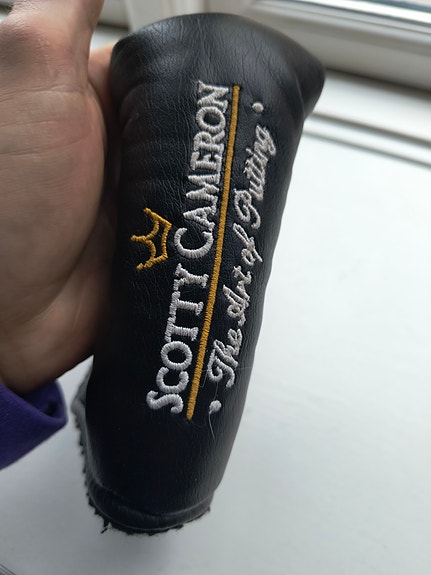 SCOTTY CAMERON
The Art of Putting